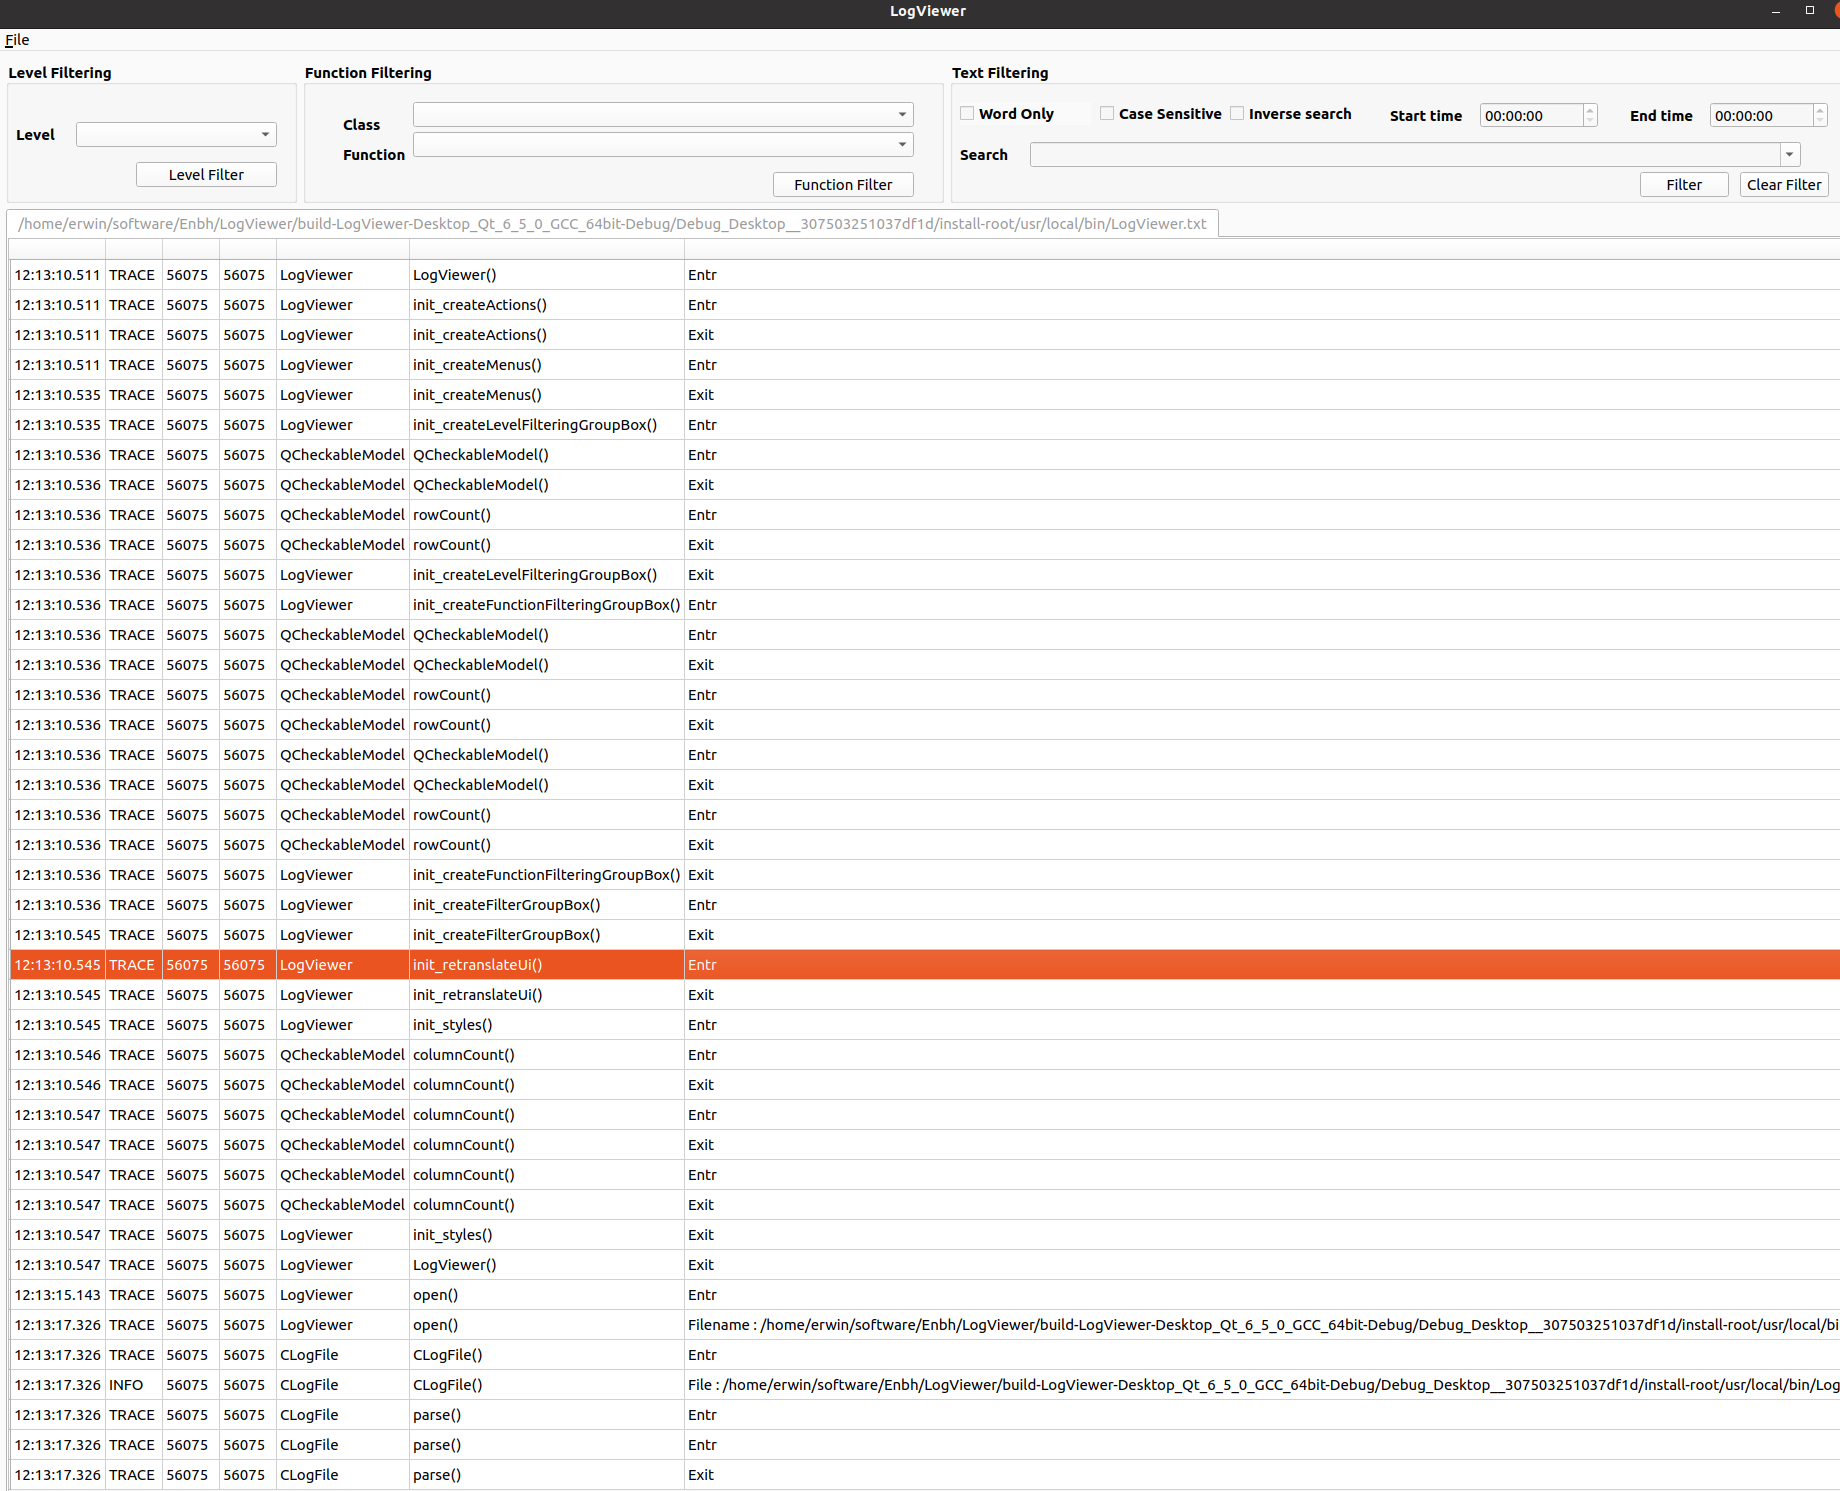 LogViewer
File
Level Filtering Function Filtering Text Filtering
Word Only Case Sensitive Inverse search Start time 00:00:00 End time 00:00:00
Class
Level
Function
Search
Level Filter
Function Filter
Filter Clear Filter
/home/erwin/software/Enbh/LogViewer/build-LogViewer-Desktop_Qt_6_5_0_GCC_64bit-Debug/Debug_Desktop__307503251037df1d/install-root/usr/local/bin/LogViewer.txt
12:13:10.511 TRACE 56075 56075 LogViewer LogViewer() Entr
12:13:10.511 TRACE 56075 56075 LogViewer init_createActions() Entr
12:13:10.511 TRACE 56075 56075 LogViewer init_createActions() Exit
12:13:10.511 TRACE 56075 56075 LogViewer init_createMenus() Entr
12:13:10.535 TRACE 56075 56075 LogViewer init_createMenus() Exit
12:13:10.535 TRACE 56075 56075 LogViewer init_createLevelFilteringGroupBox() Entr
12:13:10.536 TRACE 56075 56075 QCheckableModel QCheckableModel() Entr
12:13:10.536 TRACE 56075 56075 QCheckableModel QCheckableModel() Exit
12:13:10.536 TRACE 56075 56075 QCheckableModel rowCount() Entr
12:13:10.536 TRACE 56075 56075 QCheckableModel rowCount() Exit
12:13:10.536 TRACE 56075 56075 LogViewer init_createLevelFilteringGroupBox() Exit
12:13:10.536 TRACE 56075 56075 LogViewer init_createFunctionFilteringGroupBox() Entr
12:13:10.536 TRACE 56075 56075 QCheckableModel QCheckableModel() Entr
12:13:10.536 TRACE 56075 56075 QCheckableModel QCheckableModel() Exit
12:13:10.536 TRACE 56075 56075 QCheckableModel rowCount() Entr
12:13:10.536 TRACE 56075 56075 QCheckableModel rowCount() Exit
12:13:10.536 TRACE 56075 56075 QCheckableModel QCheckableModel() Entr
12:13:10.536 TRACE 56075 56075 QCheckableModel QCheckableModel() Exit
12:13:10.536 TRACE 56075 56075 QCheckableModel rowCount() Entr
12:13:10.536 TRACE 56075 56075 QCheckableModel rowCount() Exit
12:13:10.536 TRACE 56075 56075 LogViewer init_createFunctionFilteringGroupBox() Exit
12:13:10.536 TRACE 56075 56075 LogViewer init_createFilterGroupBox() Entr
12:13:10.545 TRACE 56075 56075 LogViewer init_createFilterGroupBox() Exit
12:13:10.545 TRACE 56075 56075 LogViewer init_retranslateUi() Entr
12:13:10.545 TRACE 56075 56075 LogViewer init_retranslateUi() Exit
12:13:10.545 TRACE 56075 56075 LogViewer init_styles() Entr
12:13:10.546 TRACE 56075 56075 QCheckableModel columnCount() Entr
12:13:10.546 TRACE 56075 56075 QCheckableModel columnCount() Exit
12:13:10.547 TRACE 56075 56075 QCheckableModel columnCount() Entr
12:13:10.547 TRACE 56075 56075 QCheckableModel columnCount() Exit
12:13:10.547 TRACE 56075 56075 QCheckableModel columnCount() Entr
12:13:10.547 TRACE 56075 56075 QCheckableModel columnCount() Exit
12:13:10.547 TRACE 56075 56075 LogViewer init_styles() Exit
12:13:10.547 TRACE 56075 56075 LogViewer LogViewer() Exit
12:13:15.143 TRACE 56075 56075 LogViewer open() Entr
12:13:17.326 TRACE 56075 56075 LogViewer open() Filename : /home/erwin/software/Enbh/LogViewer/build-LogViewer-Desktop_Qt_6_5_0_GCC_64bit-Debug/Debug_Desktop__307503251037df1d/install-root/usr/local/bi
12:13:17.326 TRACE 56075 56075 CLogFile CLogFile() Entr
12:13:17.326 INFO 56075 56075 CLogFile CLogFile() File : /home/erwin/software/Enbh/LogViewer/build-LogViewer-Desktop_Qt_6_5_0_GCC_64bit-Debug/Debug_Desktop__307503251037df1d/install-root/usr/local/bin/Log
12:13:17.326 TRACE 56075 56075 CLogFile parse() Entr
12:13:17.326 TRACE 56075 56075 CLogFile parse() Entr
12:13:17.326 TRACE 56075 56075 CLogFile parse() Exit